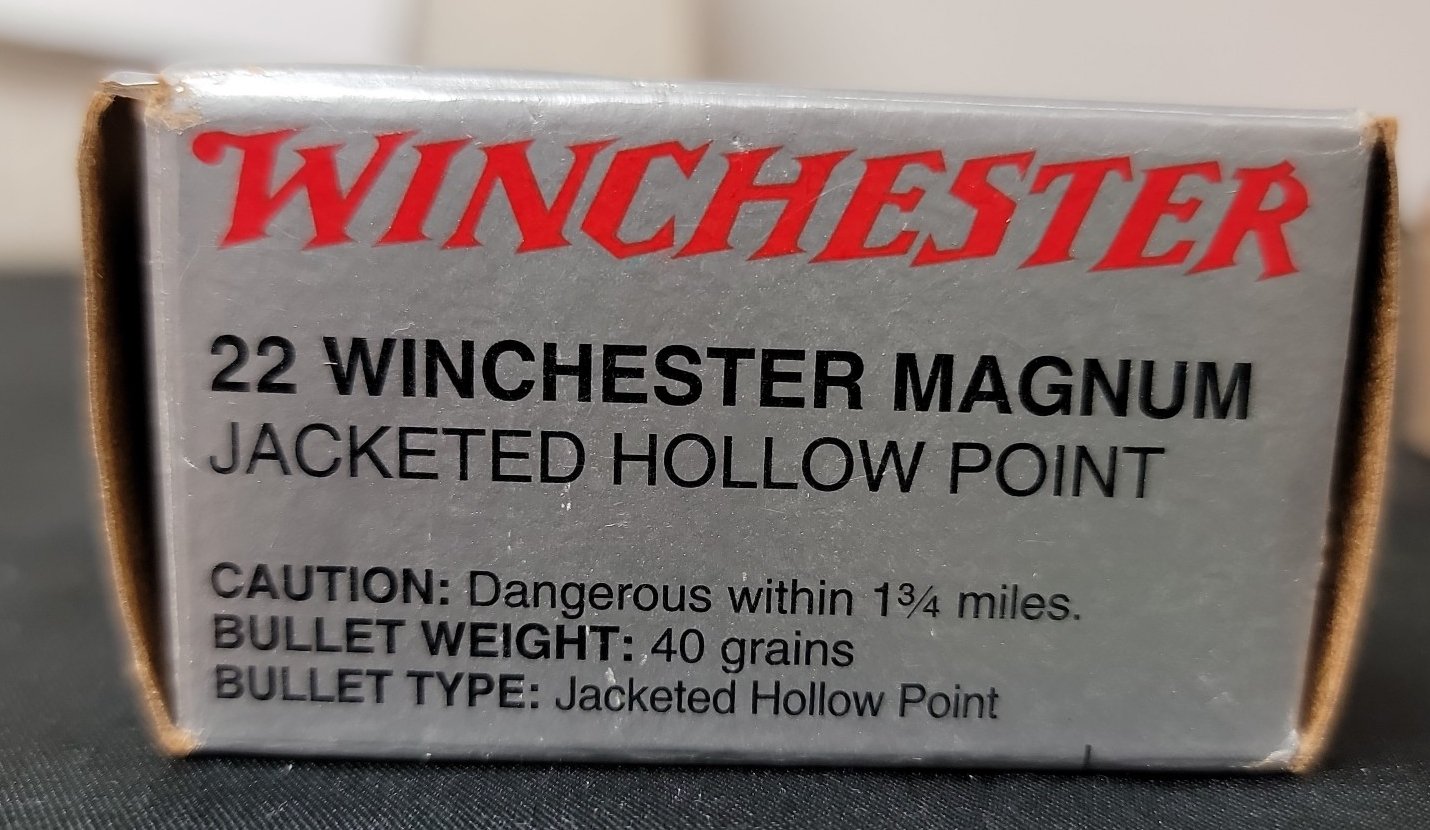 WINCHESTER
22 WINCHESTER MAGNUM
JACKETED HOLLOW POINT
CAUTION: Dangerous within 1¾ miles.
BULLET WEIGHT: 40 grains
BULLET TYPE: Jacketed Hollow Point